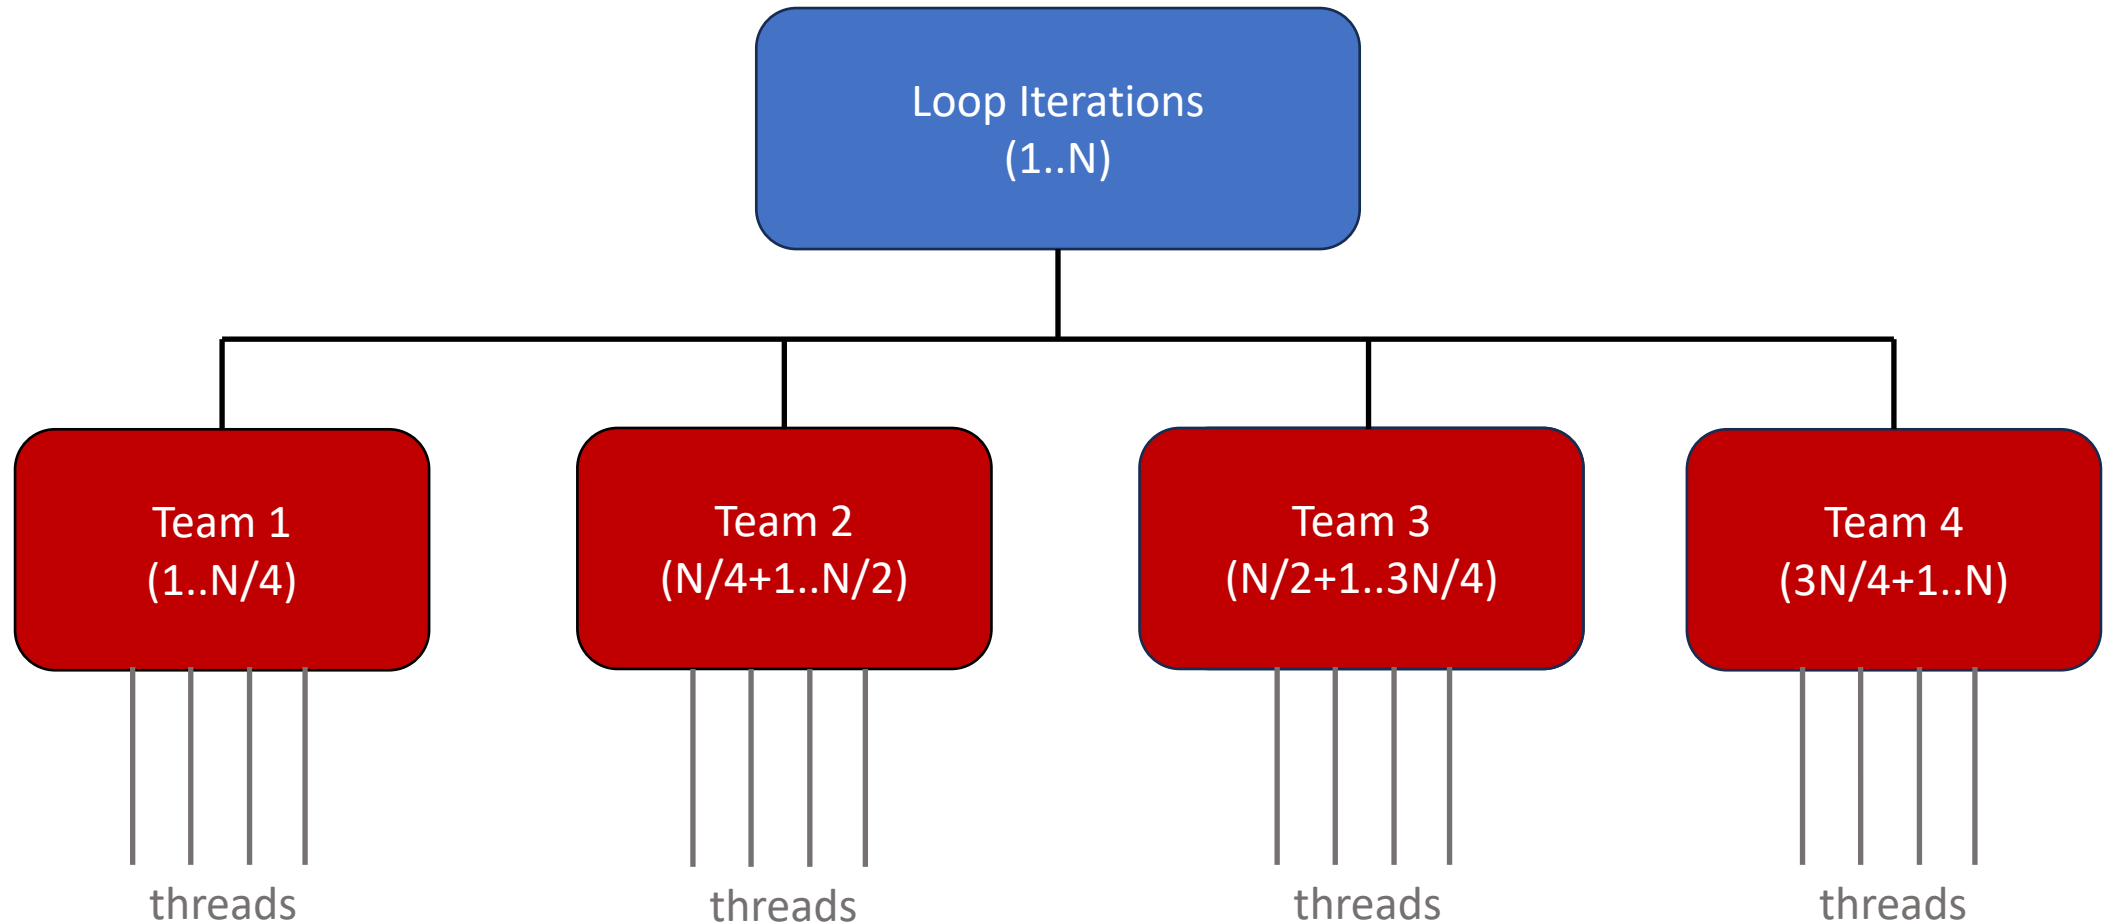 Loop Iterations
(1..N)
Team 1
(1..N/4)
Team 2
(N/4+1..N/2)
Team 3
(N/2+1..3N/4)
Team 4
(3N/4+1..N)
threads
threads
threads
threads